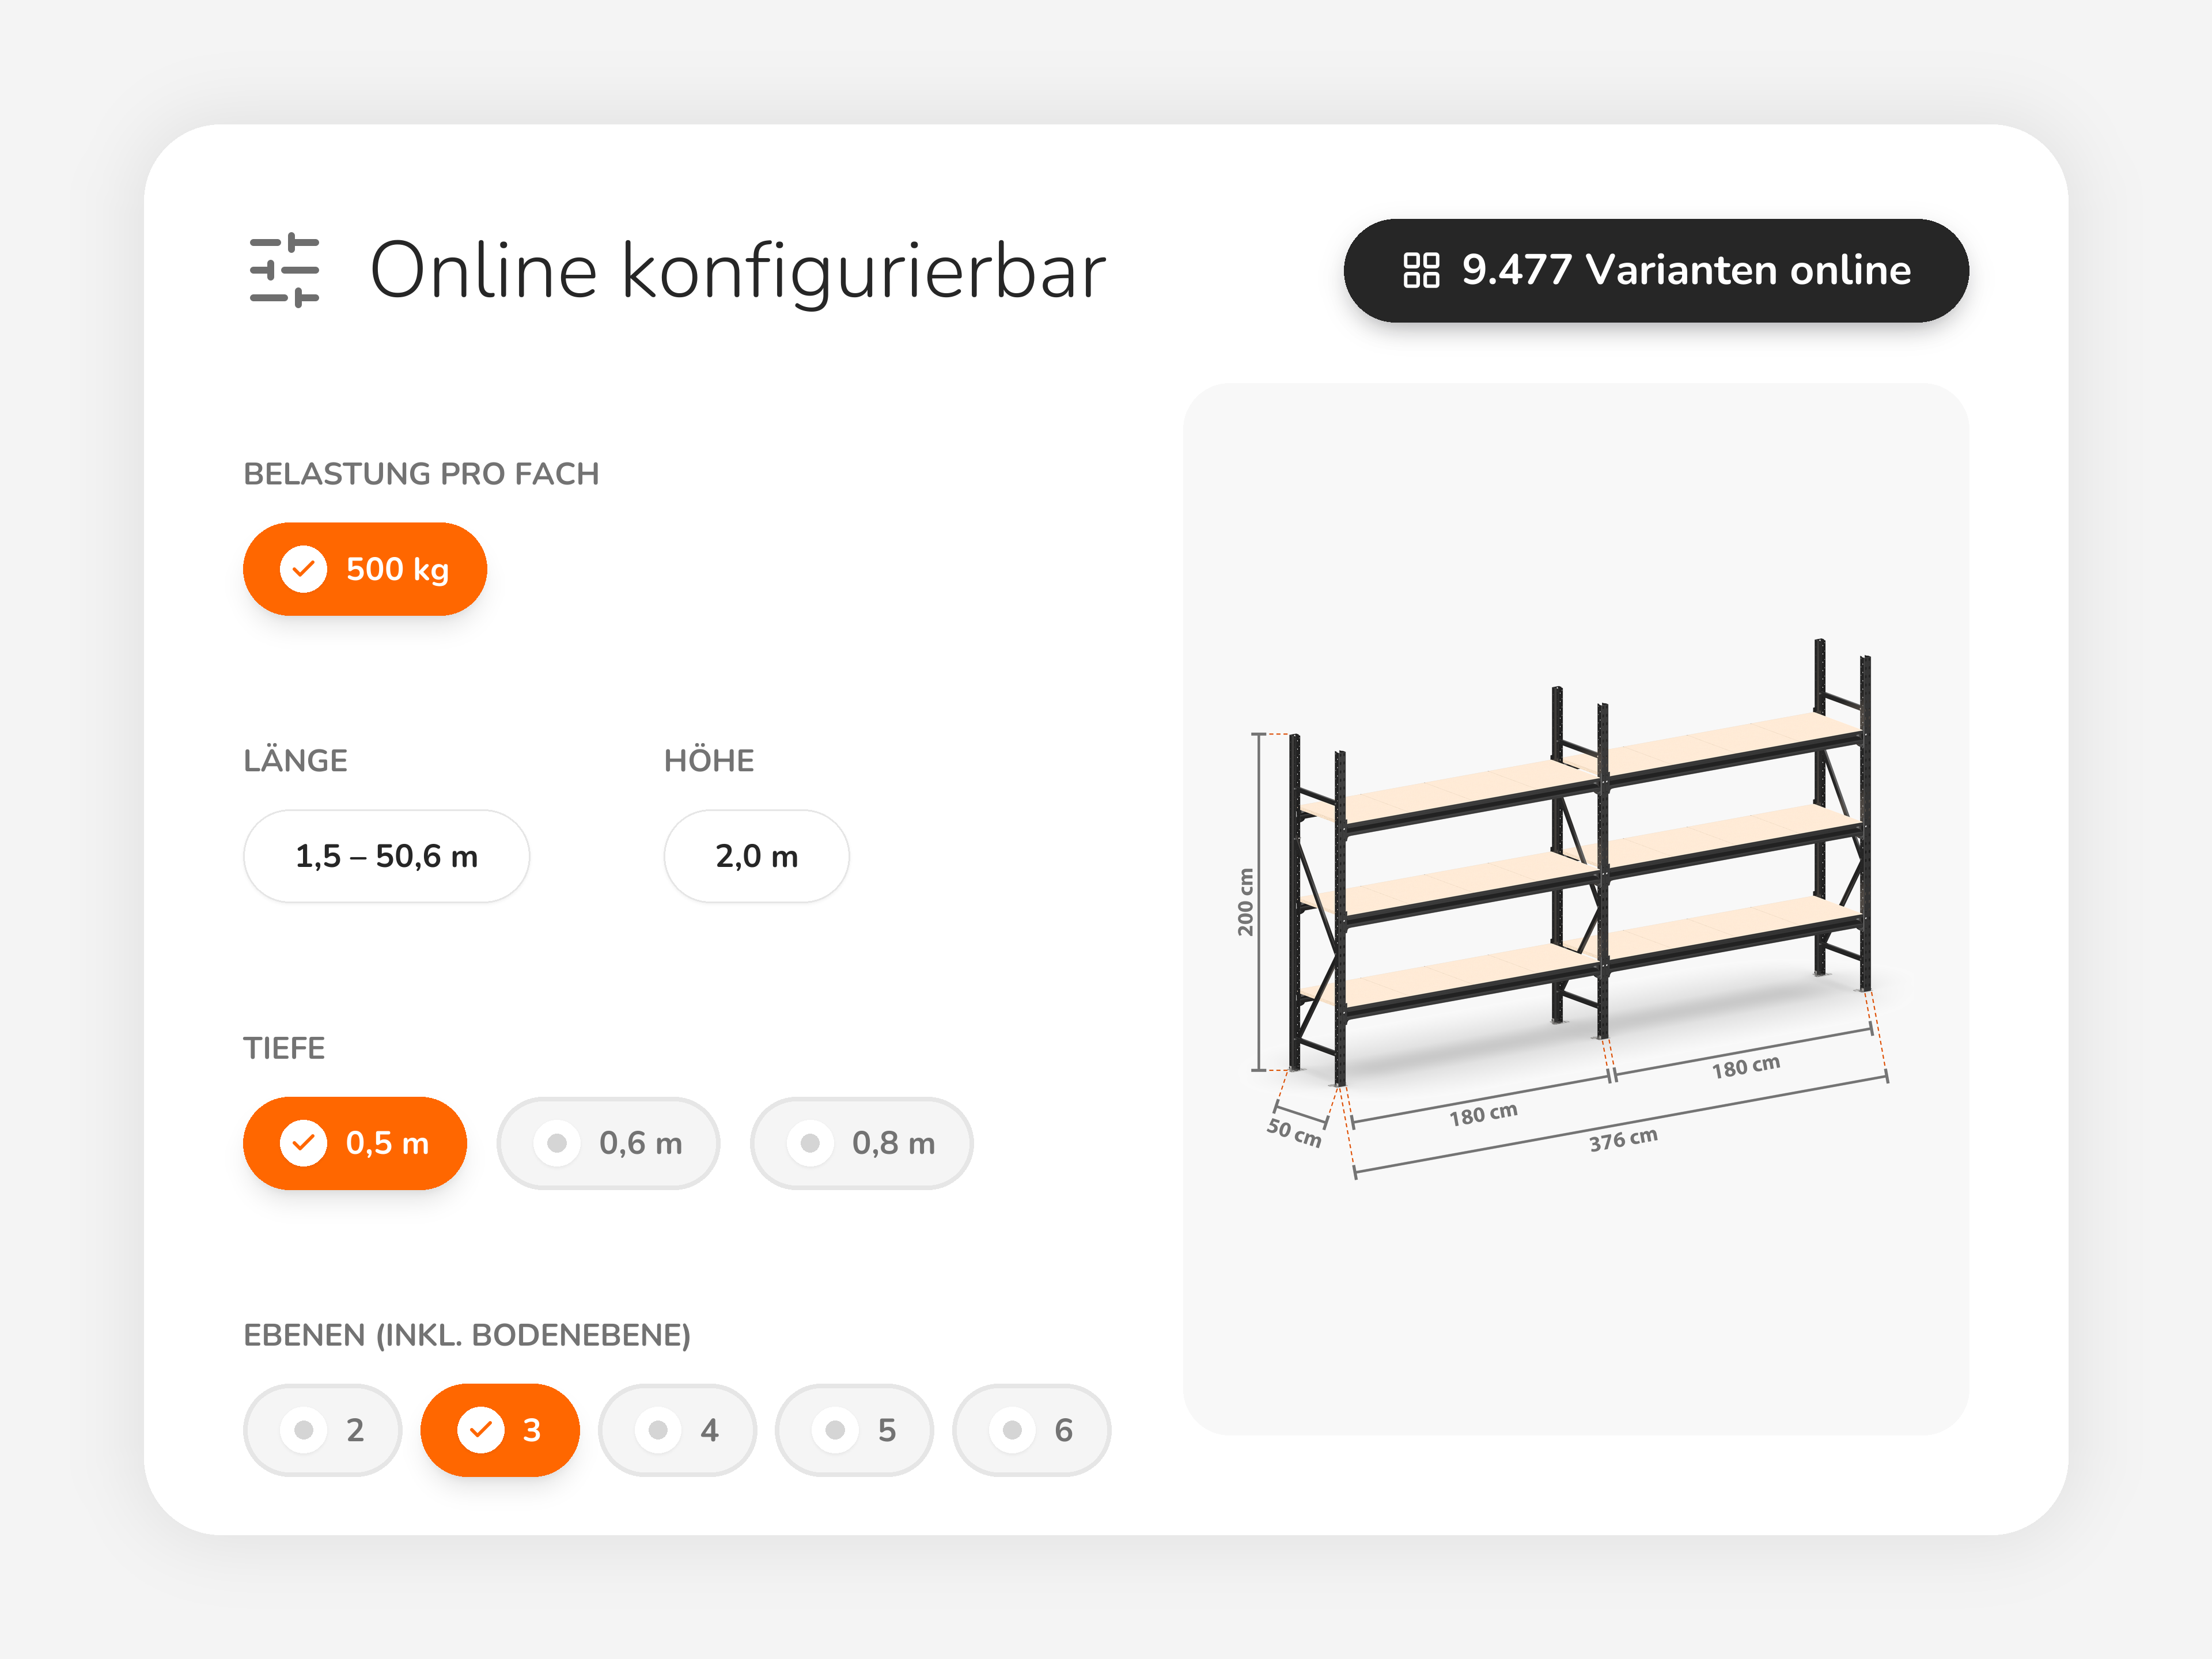 Online konfigurierbar
9.477 Varianten online
BELASTUNG PRO FACH
500 kg
LÄNGE
1,5 – 50,6 m
HÖHE
2,0 m
TIEFE
0,5 m
0,6 m
0,8 m
EBENEN (INKL. BODENEBENE)
2
3
4
5
6
200 cm
50 cm
180 cm
180 cm
376 cm